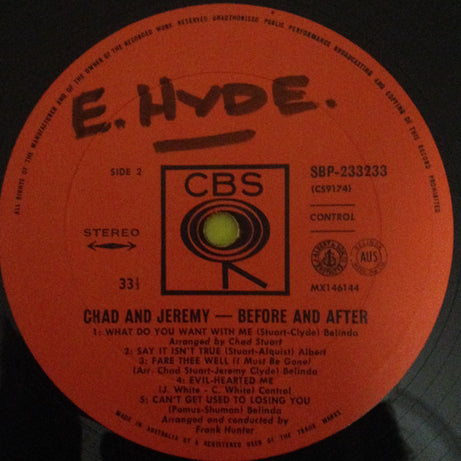 ALL RIGHTS OF THE MANUFACTURER AND OF THE OWNER OF THE RECORDED WORK RESERVED UNAUTHORISED PUBLIC PERFORMANCE BROADCASTING AND COPYING OF THIS RECORD PROHIBITED
E. HYDE.
SIDE 2
CBS
SBP-233233
(CS9174)
STEREO
CONTROL
AUS
33⅓
MX146144
CHAD AND JEREMY — BEFORE AND AFTER
1: WHAT DO YOU WANT WITH ME (Stuart-Clyde) Belinda
Arranged by Chad Stuart
2: SAY IT ISN'T TRUE (Stuart-Alquist) Albert
3: FARE THEE WELL (I Must Be Gone)
(Arr. Chad Stuart-Jeremy Clyde) Belinda
4: EVIL-HEARTED ME
(J. White - C. White) Control
5: CAN'T GET USED TO LOSING YOU
(Pomus-Shuman) Belinda
Arranged and conducted by
Frank Hunter
MADE IN AUSTRALIA BY A REGISTERED USER OF THE TRADE MARKS.